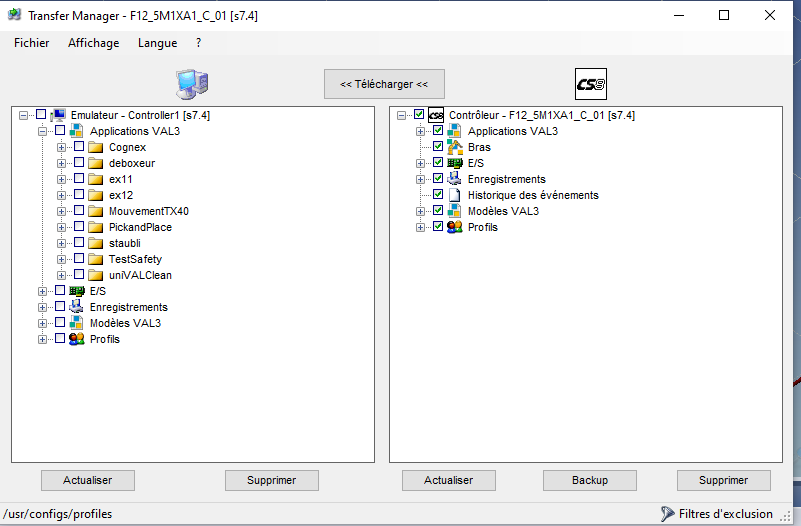 Transfer Manager - F12_5M1XA1_C_01 [s7.4]
Fichier Affichage Langue ?
<< Télécharger << CS8
Emulateur - Controller1 [s7.4]
Applications VAL3
Cognex
deboxeur
ex11
ex12
MouvementTX40
PickandPlace
staubli
TestSafety
uniVALClean
E/S
Enregistrements
Modèles VAL3
Profils
CS8 Contrôleur - F12_5M1XA1_C_01 [s7.4]
Applications VAL3
Bras
E/S
Enregistrements
Historique des événements
Modèles VAL3
Profils
Actualiser Supprimer Actualiser Backup Supprimer
/usr/configs/profiles Filtres d'exclusion